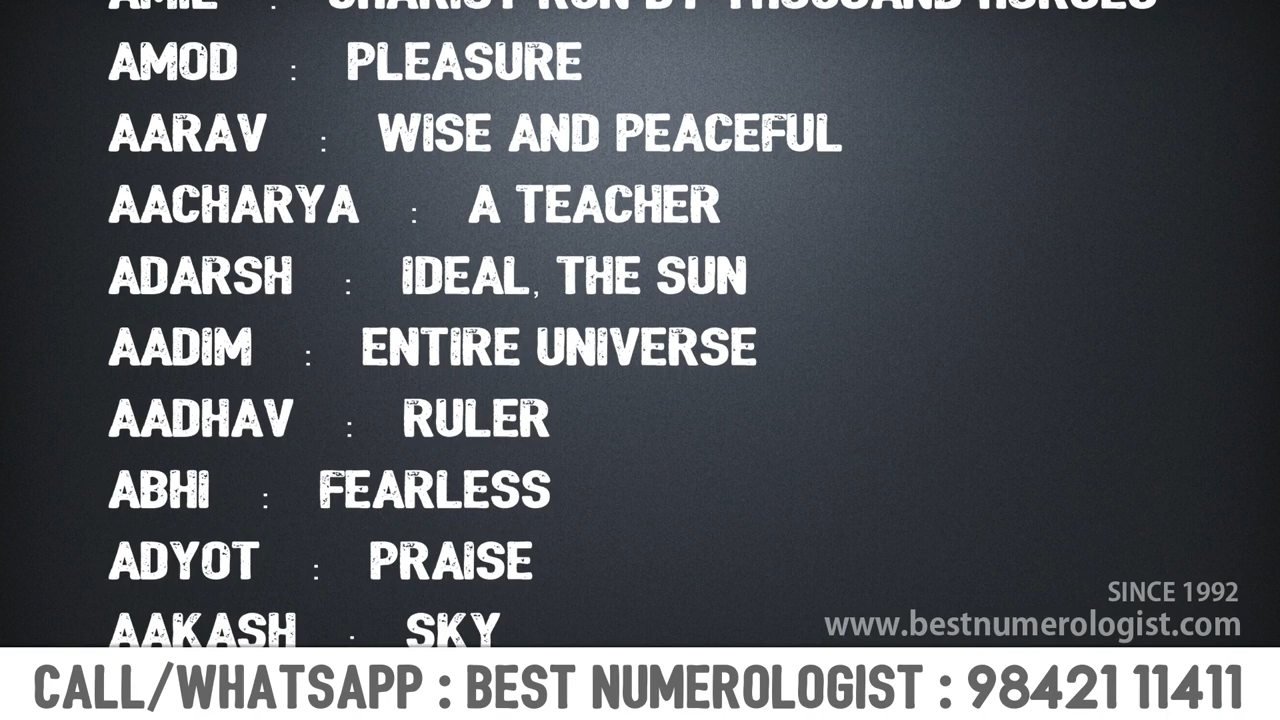 AMOD : PLEASURE
AARAV : WISE AND PEACEFUL
AACHARYA : A TEACHER
ADARSH : IDEAL, THE SUN
AADIM : ENTIRE UNIVERSE
AADHAV : RULER
ABHI : FEARLESS
ADYOT : PRAISE
AAKASH : SKY
SINCE 1992
www.bestnumerologist.com
CALL/WHATSAPP : BEST NUMEROLOGIST : 98421 11411